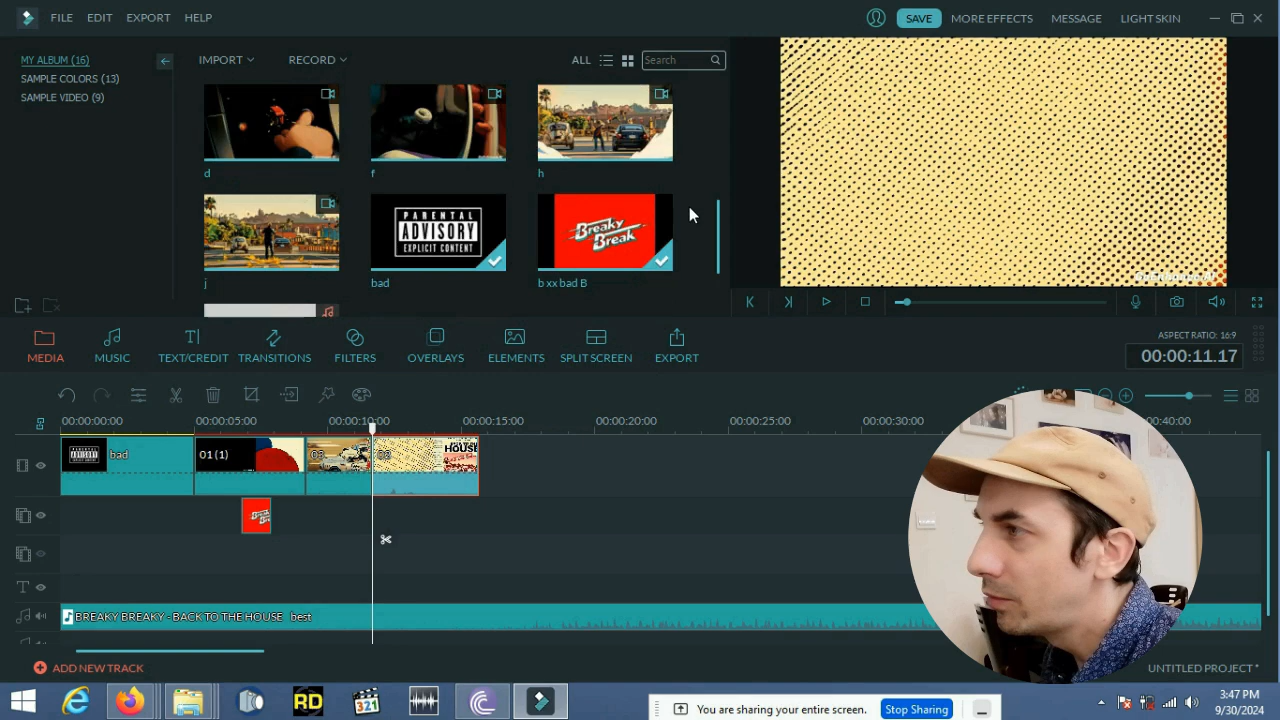 FILE EDIT EXPORT HELP
SAVE MORE EFFECTS MESSAGE LIGHT SKIN
MY ALBUM (16)
SAMPLE COLORS (13)
SAMPLE VIDEO (9)
IMPORT RECORD ALL Search
d f h
PARENTAL
ADVISORY
EXPLICIT CONTENT
Breaky
Break
j bad b xx bad B
MEDIA MUSIC TEXT/CREDIT TRANSITIONS FILTERS OVERLAYS ELEMENTS SPLIT SCREEN EXPORT
ASPECT RATIO: 16:9
00:00:11.17
00:00:00:00 00:00:05:00 00:00:10:00 00:00:15:00 00:00:20:00 00:00:25:00 00:00:30:00 00:40:00
bad 01 (1)
HOUSE
BREAKY BREAKY - BACK TO THE HOUSE best
ADD NEW TRACK
UNTITLED PROJECT *
RD 321
You are sharing your entire screen. Stop Sharing
3:47 PM
9/30/2024